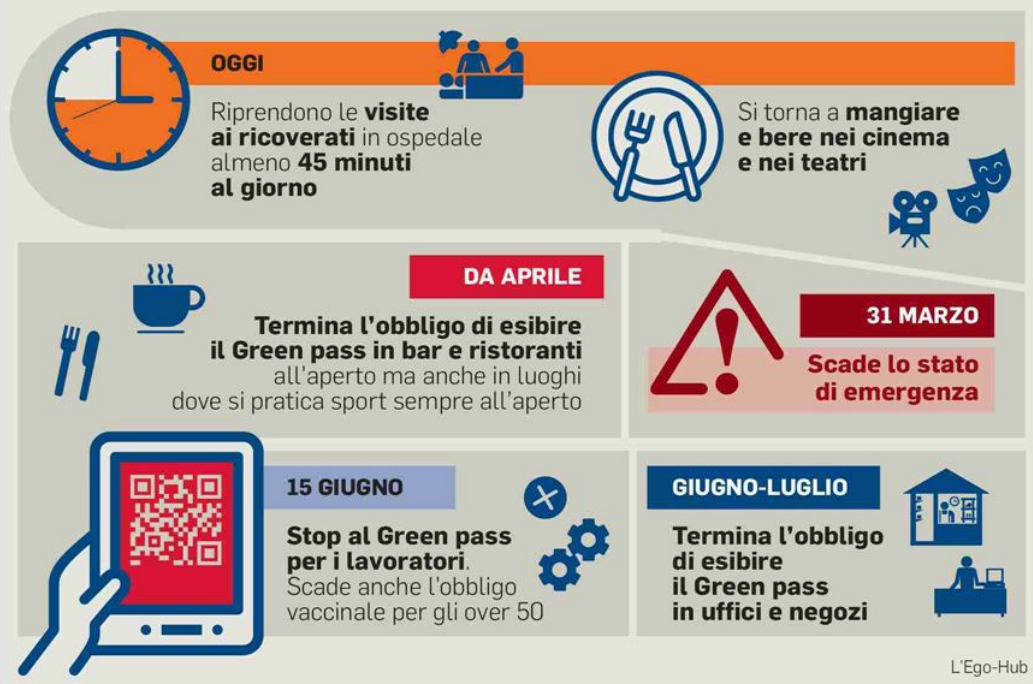 OGGI
Riprendono le visite
ai ricoverati in ospedale
almeno 45 minuti
al giorno
Si torna a mangiare
e bere nei cinema
e nei teatri
DA APRILE
Termina l'obbligo di esibire
il Green pass in bar e ristoranti
all'aperto ma anche in luoghi
dove si pratica sport sempre all'aperto
31 MARZO
Scade lo stato
di emergenza
15 GIUGNO
Stop al Green pass
per i lavoratori.
Scade anche l'obbligo
vaccinale per gli over 50
GIUGNO-LUGLIO
Termina l'obbligo
di esibire
il Green pass
in uffici e negozi
L'Ego-Hub